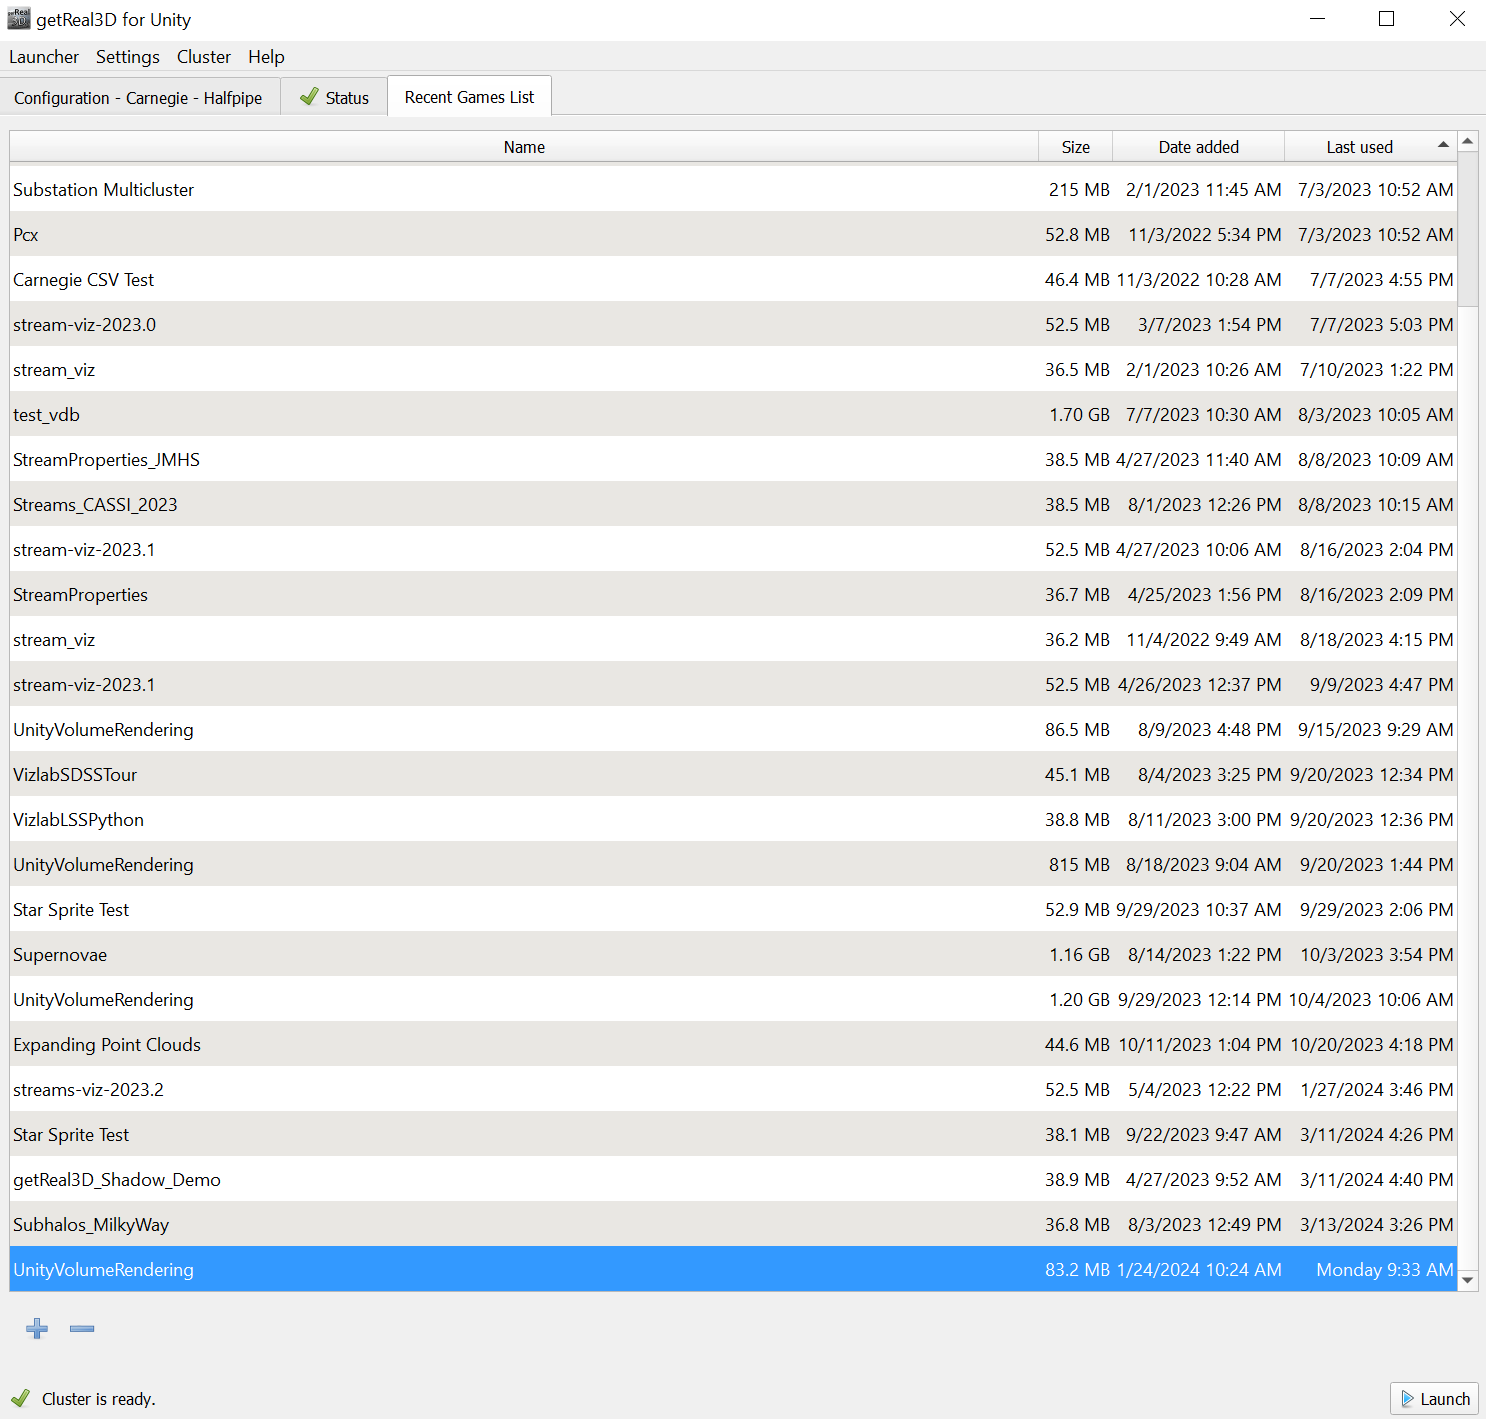 getReal3D for Unity
Launcher Settings Cluster Help
Configuration - Carnegie - Halfpipe Status Recent Games List
Name Size Date added Last used
Substation Multicluster 215 MB 2/1/2023 11:45 AM 7/3/2023 10:52 AM
Pcx 52.8 MB 11/3/2022 5:34 PM 7/3/2023 10:52 AM
Carnegie CSV Test 46.4 MB 11/3/2022 10:28 AM 7/7/2023 4:55 PM
stream-viz-2023.0 52.5 MB 3/7/2023 1:54 PM 7/7/2023 5:03 PM
stream_viz 36.5 MB 2/1/2023 10:26 AM 7/10/2023 1:22 PM
test_vdb 1.70 GB 7/7/2023 10:30 AM 8/3/2023 10:05 AM
StreamProperties_JMHS 38.5 MB 4/27/2023 11:40 AM 8/8/2023 10:09 AM
Streams_CASSI_2023 38.5 MB 8/1/2023 12:26 PM 8/8/2023 10:15 AM
stream-viz-2023.1 52.5 MB 4/27/2023 10:06 AM 8/16/2023 2:04 PM
StreamProperties 36.7 MB 4/25/2023 1:56 PM 8/16/2023 2:09 PM
stream_viz 36.2 MB 11/4/2022 9:49 AM 8/18/2023 4:15 PM
stream-viz-2023.1 52.5 MB 4/26/2023 12:37 PM 9/9/2023 4:47 PM
UnityVolumeRendering 86.5 MB 8/9/2023 4:48 PM 9/15/2023 9:29 AM
VizlabSDSSTour 45.1 MB 8/4/2023 3:25 PM 9/20/2023 12:34 PM
VizlabLSSPython 38.8 MB 8/11/2023 3:00 PM 9/20/2023 12:36 PM
UnityVolumeRendering 815 MB 8/18/2023 9:04 AM 9/20/2023 1:44 PM
Star Sprite Test 52.9 MB 9/29/2023 10:37 AM 9/29/2023 2:06 PM
Supernovae 1.16 GB 8/14/2023 1:22 PM 10/3/2023 3:54 PM
UnityVolumeRendering 1.20 GB 9/29/2023 12:14 PM 10/4/2023 10:06 AM
Expanding Point Clouds 44.6 MB 10/11/2023 1:04 PM 10/20/2023 4:18 PM
streams-viz-2023.2 52.5 MB 5/4/2023 12:22 PM 1/27/2024 3:46 PM
Star Sprite Test 38.1 MB 9/22/2023 9:47 AM 3/11/2024 4:26 PM
getReal3D_Shadow_Demo 38.9 MB 4/27/2023 9:52 AM 3/11/2024 4:40 PM
Subhalos_MilkyWay 36.8 MB 8/3/2023 12:49 PM 3/13/2024 3:26 PM
UnityVolumeRendering 83.2 MB 1/24/2024 10:24 AM Monday 9:33 AM
Cluster is ready. Launch